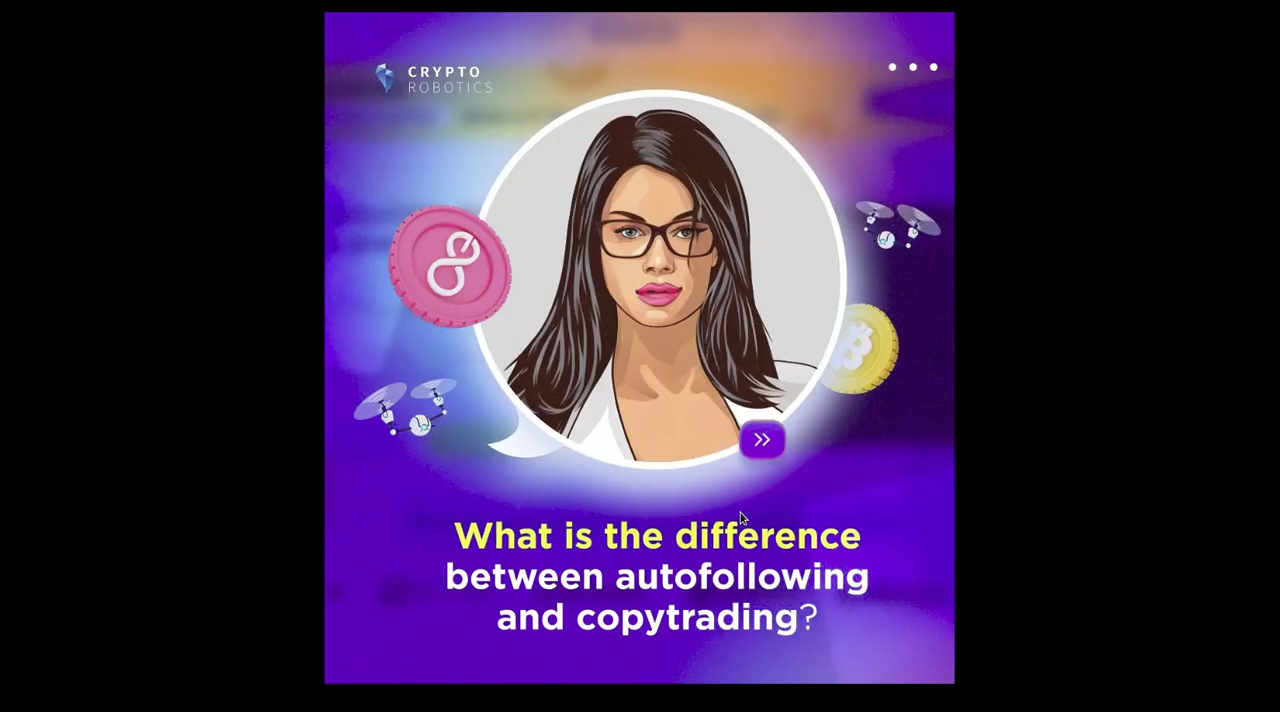 CRYPTO
ROBOTICS
What is the difference
between autofollowing
and copytrading?